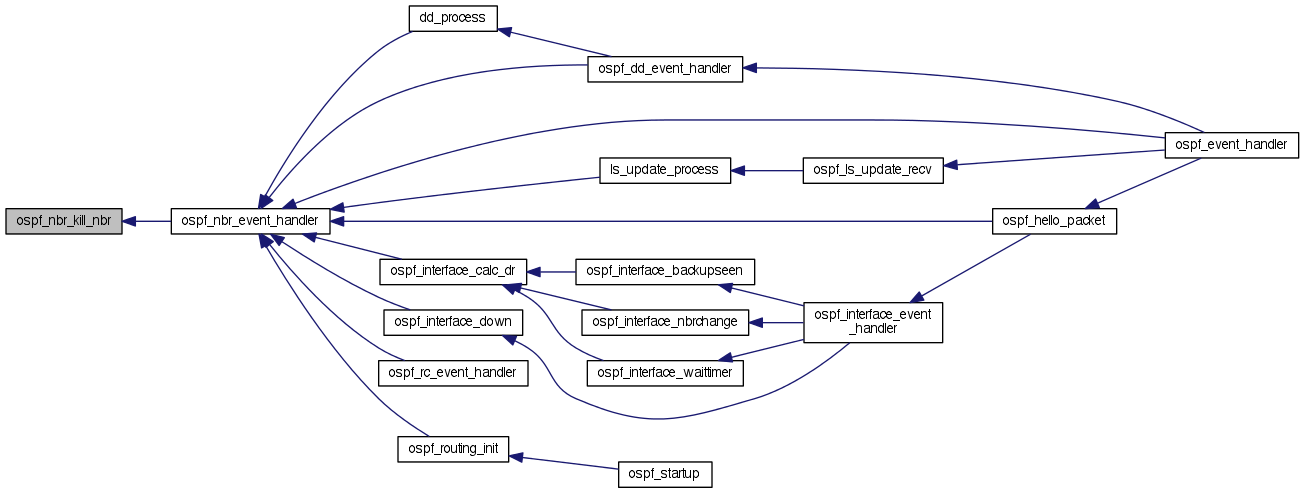 dd_process
ospf_dd_event_handler
ospf_event_handler
ls_update_process
ospf_ls_update_recv
ospf_nbr_kill_nbr
ospf_nbr_event_handler
ospf_hello_packet
ospf_interface_calc_dr
ospf_interface_backupseen
ospf_interface_down
ospf_interface_nbrchange
ospf_interface_event
_handler
ospf_rc_event_handler
ospf_interface_waittimer
ospf_routing_init
ospf_startup